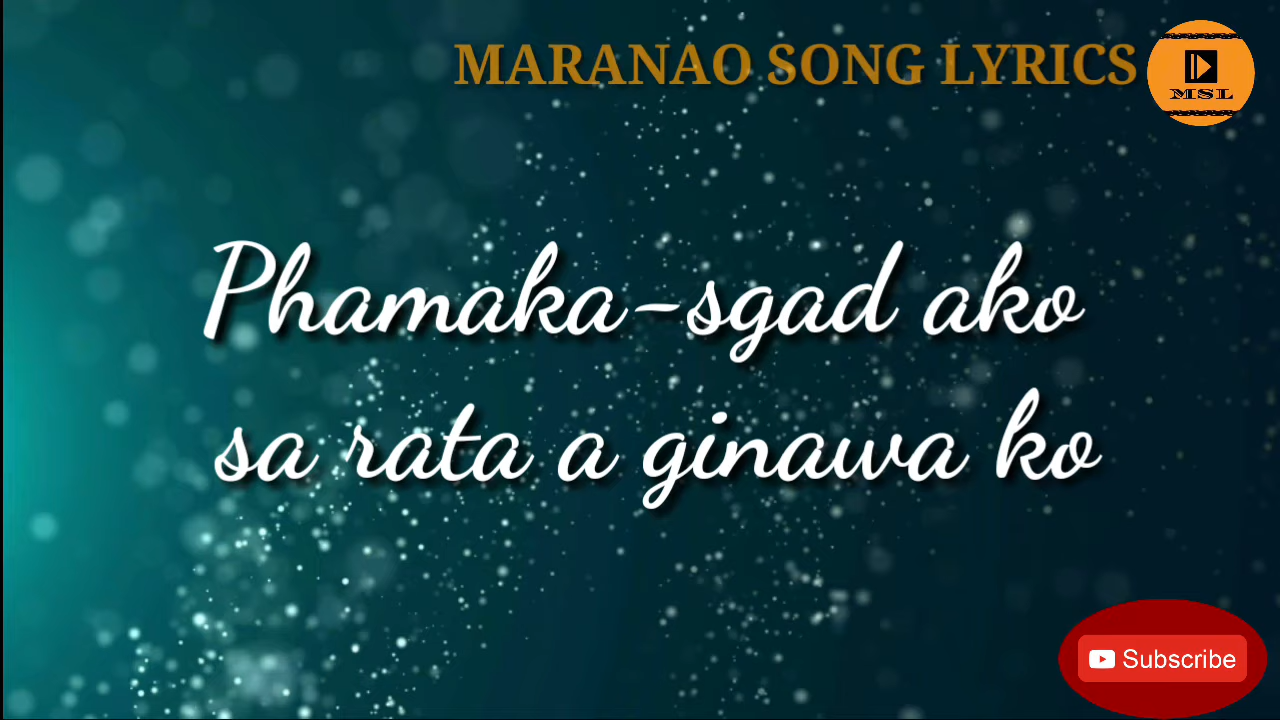 MARANAO SONG LYRICS
MSL
Phamaka-sgad ako
sa rata a ginawa ko
Subscribe